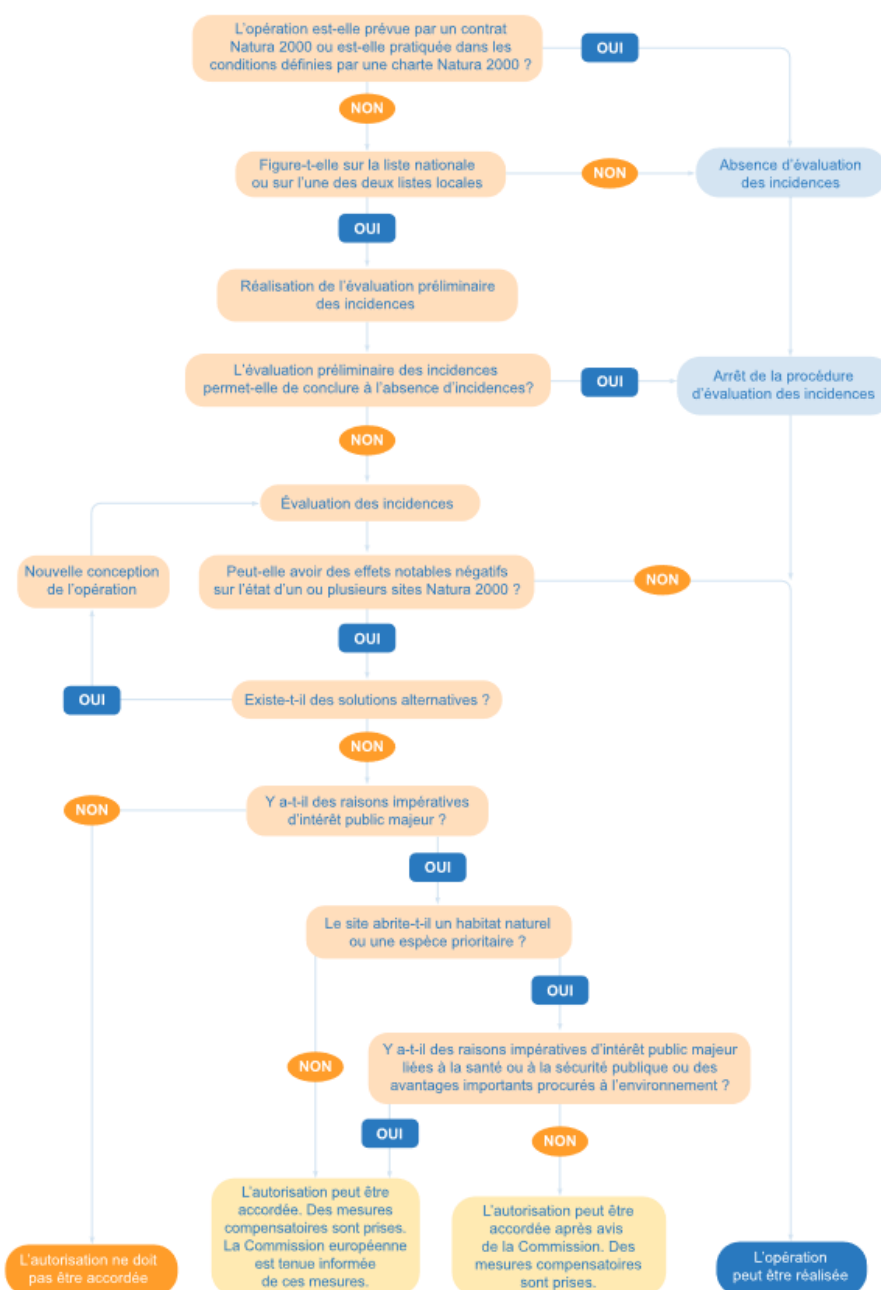 L'opération est-elle prévue par un contrat
Natura 2000 ou est-elle pratiquée dans les
conditions définies par une charte Natura 2000 ?
OUI
NON
Figure-t-elle sur la liste nationale
ou sur l'une des deux listes locales
NON
Absence d'évaluation
des incidences
OUI
Réalisation de l'évaluation préliminaire
des incidences
L'évaluation préliminaire des incidences
permet-elle de conclure à l'absence d'incidences?
OUI
Arrêt de la procédure
d'évaluation des incidences
NON
Évaluation des incidences
Nouvelle conception
de l'opération
Peut-elle avoir des effets notables négatifs
sur l'état d'un ou plusieurs sites Natura 2000 ?
NON
OUI
OUI
Existe-t-il des solutions alternatives ?
NON
NON
Y a-t-il des raisons impératives
d'intérêt public majeur ?
OUI
Le site abrite-t-il un habitat naturel
ou une espèce prioritaire ?
OUI
NON
Y a-t-il des raisons impératives d'intérêt public majeur
liées à la santé ou à la sécurité publique ou des
avantages importants procurés à l'environnement ?
OUI
NON
L'autorisation ne doit
pas être accordée
L'autorisation peut être
accordée. Des mesures
compensatoires sont prises.
La Commission européenne
est tenue informée
de ces mesures.
L'autorisation peut être
accordée après avis
de la Commission. Des
mesures compensatoires
sont prises.
L'opération
peut être réalisée